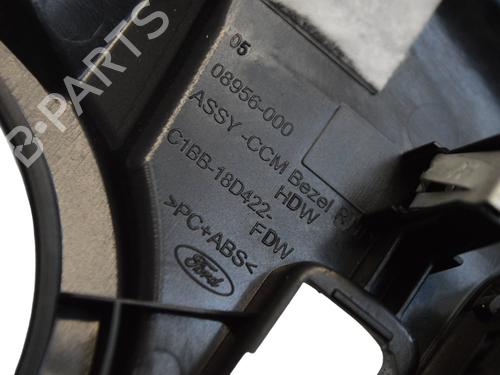 05
08956-000
ASSY-CCM Bezel R
HDW
C1BB-18D422-
FDW
>PC+ABS<
Ford
B-PARTS